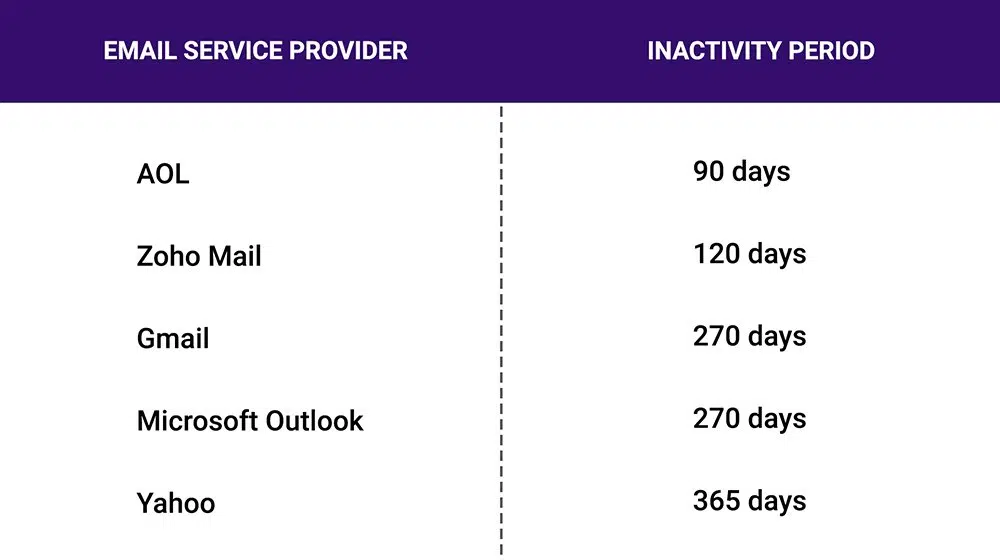 EMAIL SERVICE PROVIDER INACTIVITY PERIOD
AOL 90 days
Zoho Mail 120 days
Gmail 270 days
Microsoft Outlook 270 days
Yahoo 365 days